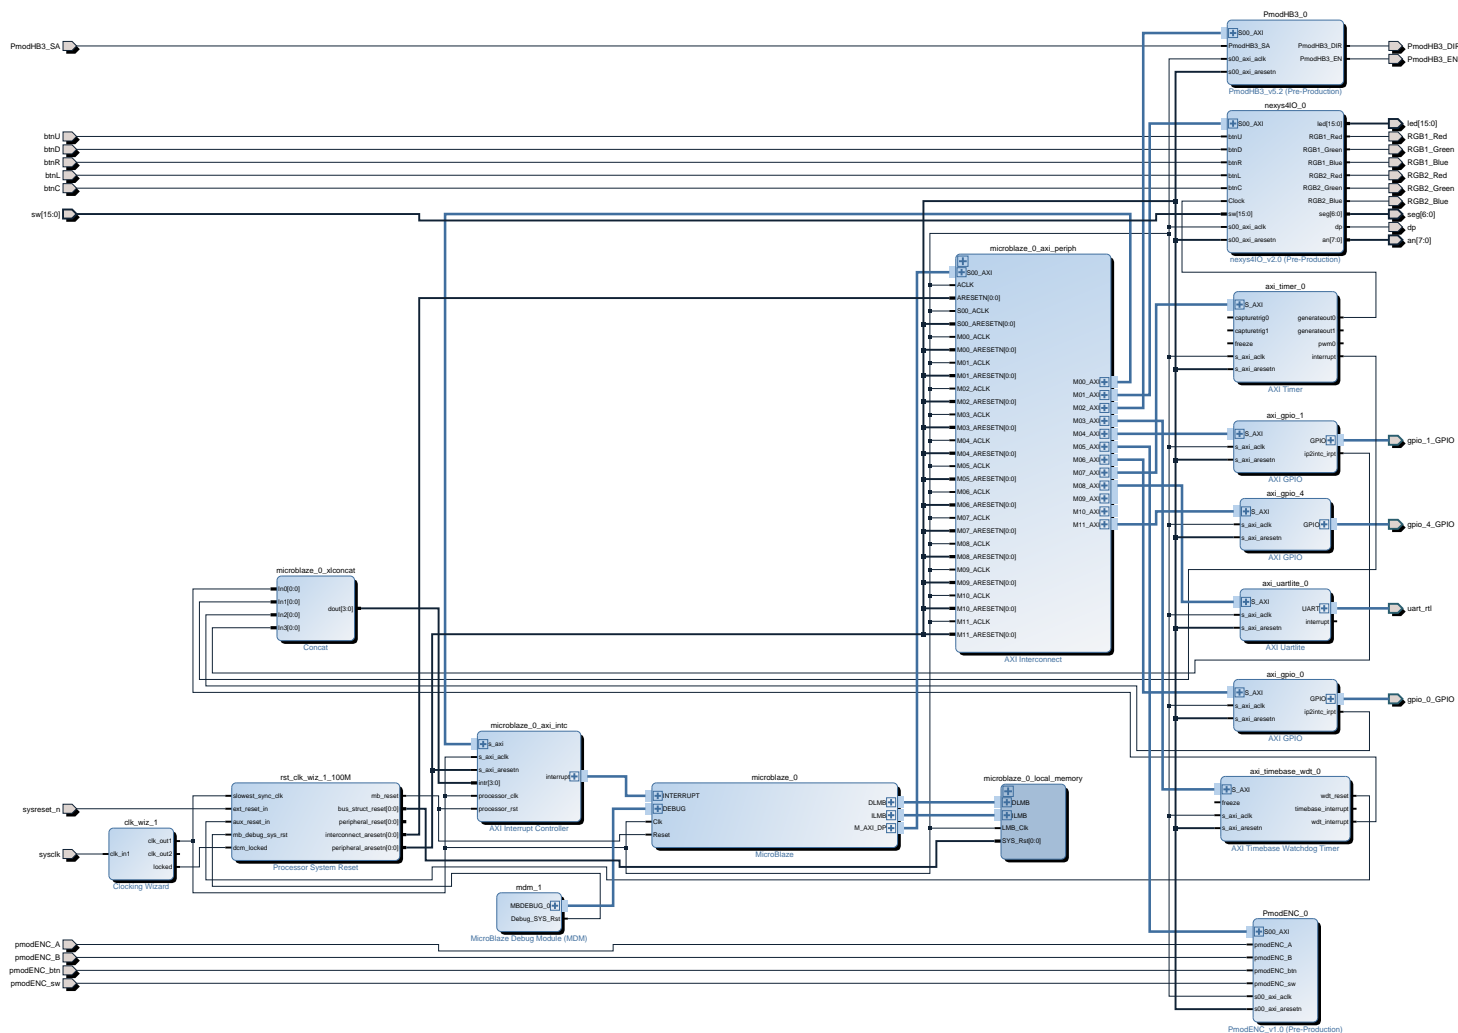 PmodHB3_0
PmodHB3_SA
S00_AXI
PmodHB3_SA
s00_axi_aclk
s00_axi_aresetn
PmodHB3_DIR
PmodHB3_EN
PmodHB3_DIR
PmodHB3_EN
PmodHB3_v5.2 (Pre-Production)
nexys4IO_0
btnU
btnD
btnR
btnL
btnC
sw[15:0]
S00_AXI
btnU
btnD
btnR
btnL
btnC
Clock
sw[15:0]
s00_axi_aclk
s00_axi_aresetn
led[15:0]
RGB1_Red
RGB1_Green
RGB1_Blue
RGB2_Red
RGB2_Green
RGB2_Blue
seg[6:0]
dp
an[7:0]
led[15:0]
RGB1_Red
RGB1_Green
RGB1_Blue
RGB2_Red
RGB2_Green
RGB2_Blue
seg[6:0]
dp
an[7:0]
nexys4IO_v2.0 (Pre-Production)
microblaze_0_axi_periph
S00_AXI
ACLK
ARESETN[0:0]
S00_ACLK
S00_ARESETN[0:0]
M00_ACLK
M00_ARESETN[0:0]
M01_ACLK
M01_ARESETN[0:0]
M02_ACLK
M02_ARESETN[0:0]
M03_ACLK
M03_ARESETN[0:0]
M04_ACLK
M04_ARESETN[0:0]
M05_ACLK
M05_ARESETN[0:0]
M06_ACLK
M06_ARESETN[0:0]
M07_ACLK
M07_ARESETN[0:0]
M08_ACLK
M08_ARESETN[0:0]
M09_ACLK
M09_ARESETN[0:0]
M10_ACLK
M10_ARESETN[0:0]
M11_ACLK
M11_ARESETN[0:0]
M00_AXI
M01_AXI
M02_AXI
M03_AXI
M04_AXI
M05_AXI
M06_AXI
M07_AXI
M08_AXI
M09_AXI
M10_AXI
M11_AXI
AXI Interconnect
axi_timer_0
S_AXI
capturetrig0
capturetrig1
freeze
s_axi_aclk
s_axi_aresetn
generateout0
generateout1
pwm0
interrupt
AXI Timer
axi_gpio_1
S_AXI
s_axi_aclk
s_axi_aresetn
GPIO
ip2intc_irpt
gpio_1_GPIO
AXI GPIO
axi_gpio_4
S_AXI
s_axi_aclk
s_axi_aresetn
GPIO
gpio_4_GPIO
AXI GPIO
microblaze_0_xlconcat
In0[0:0]
In1[0:0]
In2[0:0]
In3[0:0]
dout[3:0]
Concat
axi_uartlite_0
S_AXI
s_axi_aclk
s_axi_aresetn
UART
interrupt
uart_rtl
AXI Uartlite
axi_gpio_0
S_AXI
s_axi_aclk
s_axi_aresetn
GPIO
ip2intc_irpt
gpio_0_GPIO
AXI GPIO
microblaze_0_axi_intc
s_axi
s_axi_aclk
s_axi_aresetn
intr[3:0]
processor_clk
processor_rst
interrupt
AXI Interrupt Controller
rst_clk_wiz_1_100M
slowest_sync_clk
ext_reset_in
aux_reset_in
mb_debug_sys_rst
dcm_locked
mb_reset
bus_struct_reset[0:0]
peripheral_reset[0:0]
interconnect_aresetn[0:0]
peripheral_aresetn[0:0]
Processor System Reset
sysreset_n
sysclk
clk_wiz_1
clk_in1
clk_out1
clk_out2
locked
Clocking Wizard
microblaze_0
INTERRUPT
DEBUG
Clk
Reset
DLMB
ILMB
M_AXI_DP
MicroBlaze
microblaze_0_local_memory
DLMB
ILMB
LMB_Clk
SYS_Rst[0:0]
axi_timebase_wdt_0
S_AXI
freeze
s_axi_aclk
s_axi_aresetn
wdt_reset
timebase_interrupt
wdt_interrupt
AXI Timebase Watchdog Timer
mdm_1
MBDEBUG_0
Debug_SYS_Rst
MicroBlaze Debug Module (MDM)
pmodENC_A
pmodENC_B
pmodENC_btn
pmodENC_sw
PmodENC_0
S00_AXI
pmodENC_A
pmodENC_B
pmodENC_btn
pmodENC_sw
s00_axi_aclk
s00_axi_aresetn
PmodENC_v1.0 (Pre-Production)